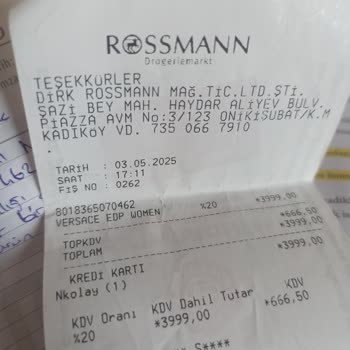 ROSSMANN
Drogeriemarkt
TEŞEKKÜRLER
DİRK ROSSMANN MAĞ.TİC.LTD.ŞTİ.
ŞAZİ BEY MAH. HAYDAR ALİYEV BULV.
PİAZZA AVM No:3/123 ONİKİŞUBAT/K.M
KADIKÖY VD. 735 066 7910
.
TARİH : 03.05.2025
SAAT : 17:11
FİŞ NO : 0262
8018365070462
VERSACE EDP WOMEN %20 *3999.00
TOPKDV *666,50
TOPLAM *3999.00
KREDİ KARTI *3999.00
Nkolay (1)
KDV Oranı KDV Dahil Tutar KDV
%20 *3999,00 *666,50